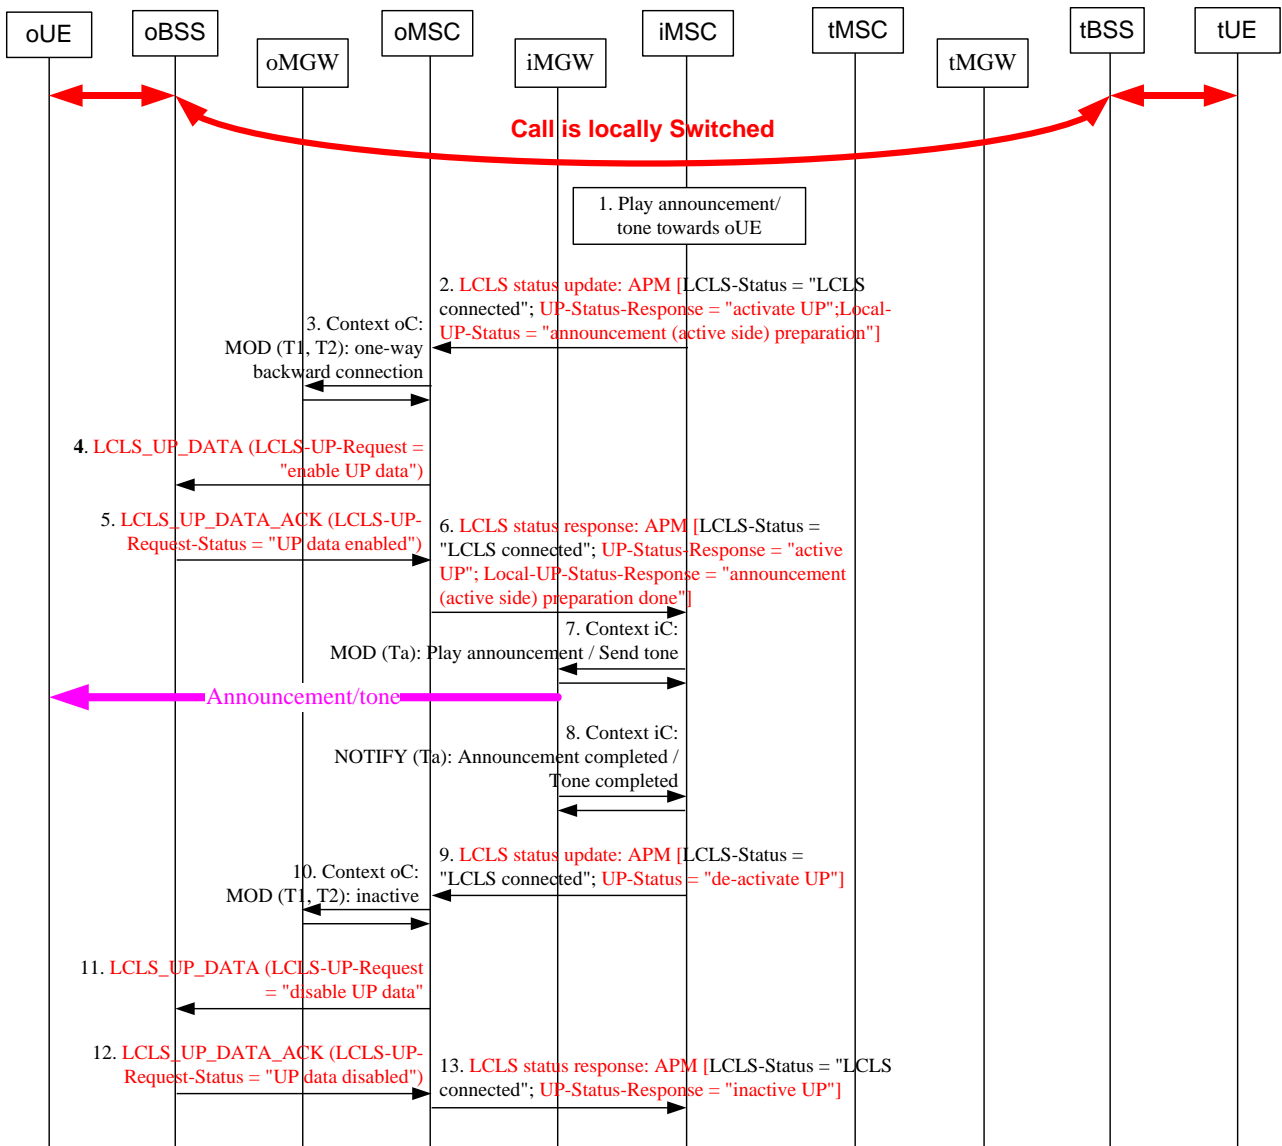 oUE
oBSS
oMSC
iMSC
tMSC
tBSS
tUE
oMGW
iMGW
tMGW
Call is locally Switched
1. Play announcement/
tone towards oUE
2. LCLS status update: APM [LCLS-Status = "LCLS
connected"; UP-Status-Response = "activate UP";Local-
UP-Status = "announcement (active side) preparation"]
3. Context oC:
MOD (T1, T2): one-way
backward connection
4. LCLS_UP_DATA (LCLS-UP-Request =
"enable UP data")
5. LCLS_UP_DATA_ACK (LCLS-UP-
Request-Status = "UP data enabled")
6. LCLS status response: APM [LCLS-Status =
"LCLS connected"; UP-Status-Response = "active
UP"; Local-UP-Status-Response = "announcement
(active side) preparation done"]
7. Context iC:
MOD (Ta): Play announcement / Send tone
Announcement/tone
8. Context iC:
NOTIFY (Ta): Announcement completed /
Tone completed
9. LCLS status update: APM [LCLS-Status =
"LCLS connected"; UP-Status = "de-activate UP"]
10. Context oC:
MOD (T1, T2): inactive
11. LCLS_UP_DATA (LCLS-UP-Request
= "disable UP data"
12. LCLS_UP_DATA_ACK (LCLS-UP-
Request-Status = "UP data disabled")
13. LCLS status response: APM [LCLS-Status = "LCLS
connected"; UP-Status-Response = "inactive UP"]